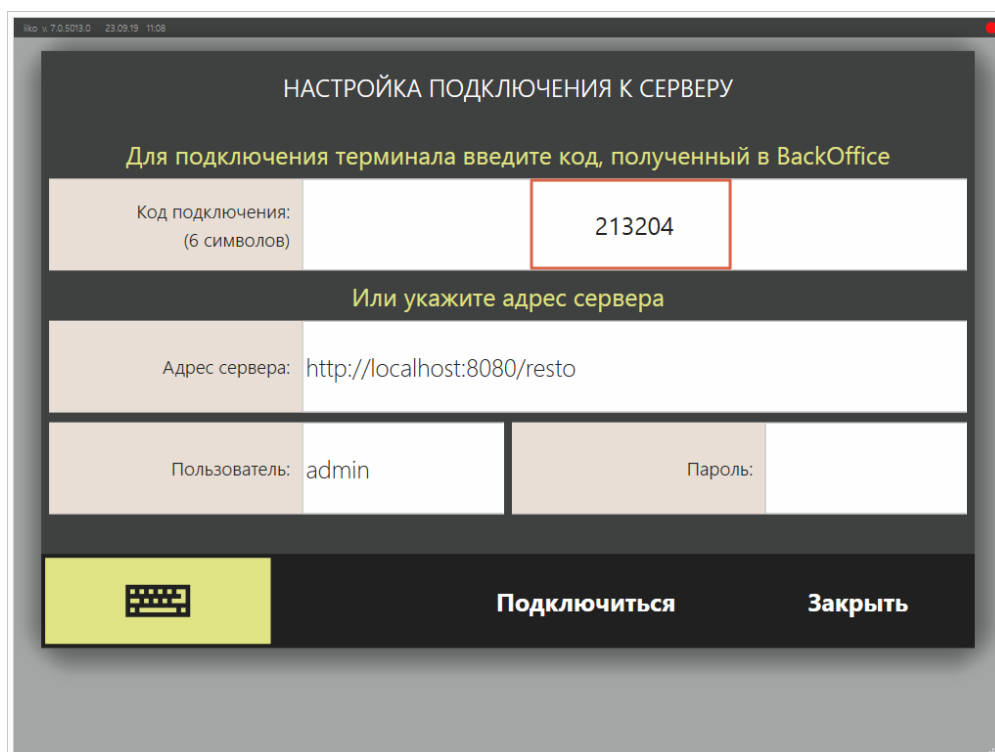 iiko v. 7.0.5013.0 23.09.19 11:08
НАСТРОЙКА ПОДКЛЮЧЕНИЯ К СЕРВЕРУ
Для подключения терминала введите код, полученный в BackOffice
Код подключения:
(6 символов)
213204
Или укажите адрес сервера
Адрес сервера: http://localhost:8080/resto
Пользователь: admin Пароль:
Подключиться Закрыть